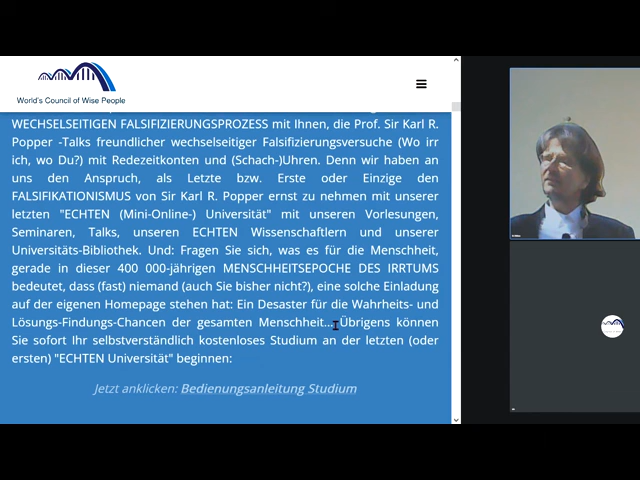 World's Council of Wise People
WECHSELSEITIGEN FALSIFIZIERUNGSPROZESS mit Ihnen, die Prof. Sir Karl R.
Popper -Talks freundlicher wechselseitiger Falsifizierungsversuche (Wo irr
ich, wo Du?) mit Redezeitkonten und (Schach-)Uhren. Denn wir haben an
uns den Anspruch, als Letzte bzw. Erste oder Einzige den
FALSIFIKATIONISMUS von Sir Karl R. Popper ernst zu nehmen mit unserer
letzten "ECHTEN (Mini-Online-) Universität" mit unseren Vorlesungen,
Seminaren, Talks, unseren ECHTEN Wissenschaftlern und unserer
Universitäts-Bibliothek. Und: Fragen Sie sich, was es für die Menschheit,
gerade in dieser 400 000-jährigen MENSCHHEITSEPOCHE DES IRRTUMS
bedeutet, dass (fast) niemand (auch Sie bisher nicht?), eine solche Einladung
auf der eigenen Homepage stehen hat: Ein Desaster für die Wahrheits- und
Lösungs-Findungs-Chancen der gesamten Menschheit... Übrigens können
Sie sofort Ihr selbstverständlich kostenloses Studium an der letzten (oder
ersten) "ECHTEN Universität" beginnen:
Jetzt anklicken: Bedienungsanleitung Studium